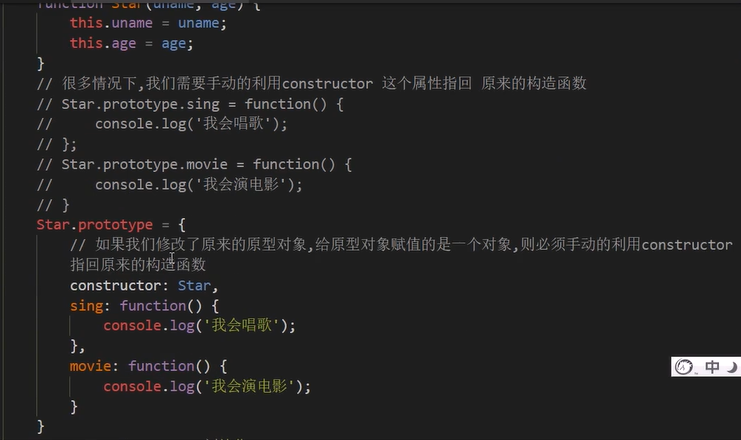 function Star(uname, age) {
this.uname = uname;
this.age = age;
}
// 很多情况下,我们需要手动的利用constructor 这个属性指回 原来的构造函数
// Star.prototype.sing = function() {
//     console.log('我会唱歌');
// };
// Star.prototype.movie = function() {
//     console.log('我会演电影');
// }
Star.prototype = {
// 如果我们修改了原来的原型对象,给原型对象赋值的是一个对象,则必须手动的利用constructor
指回原来的构造函数
constructor: Star,
sing: function() {
console.log('我会唱歌');
},
movie: function() {
console.log('我会演电影');
}
}
中